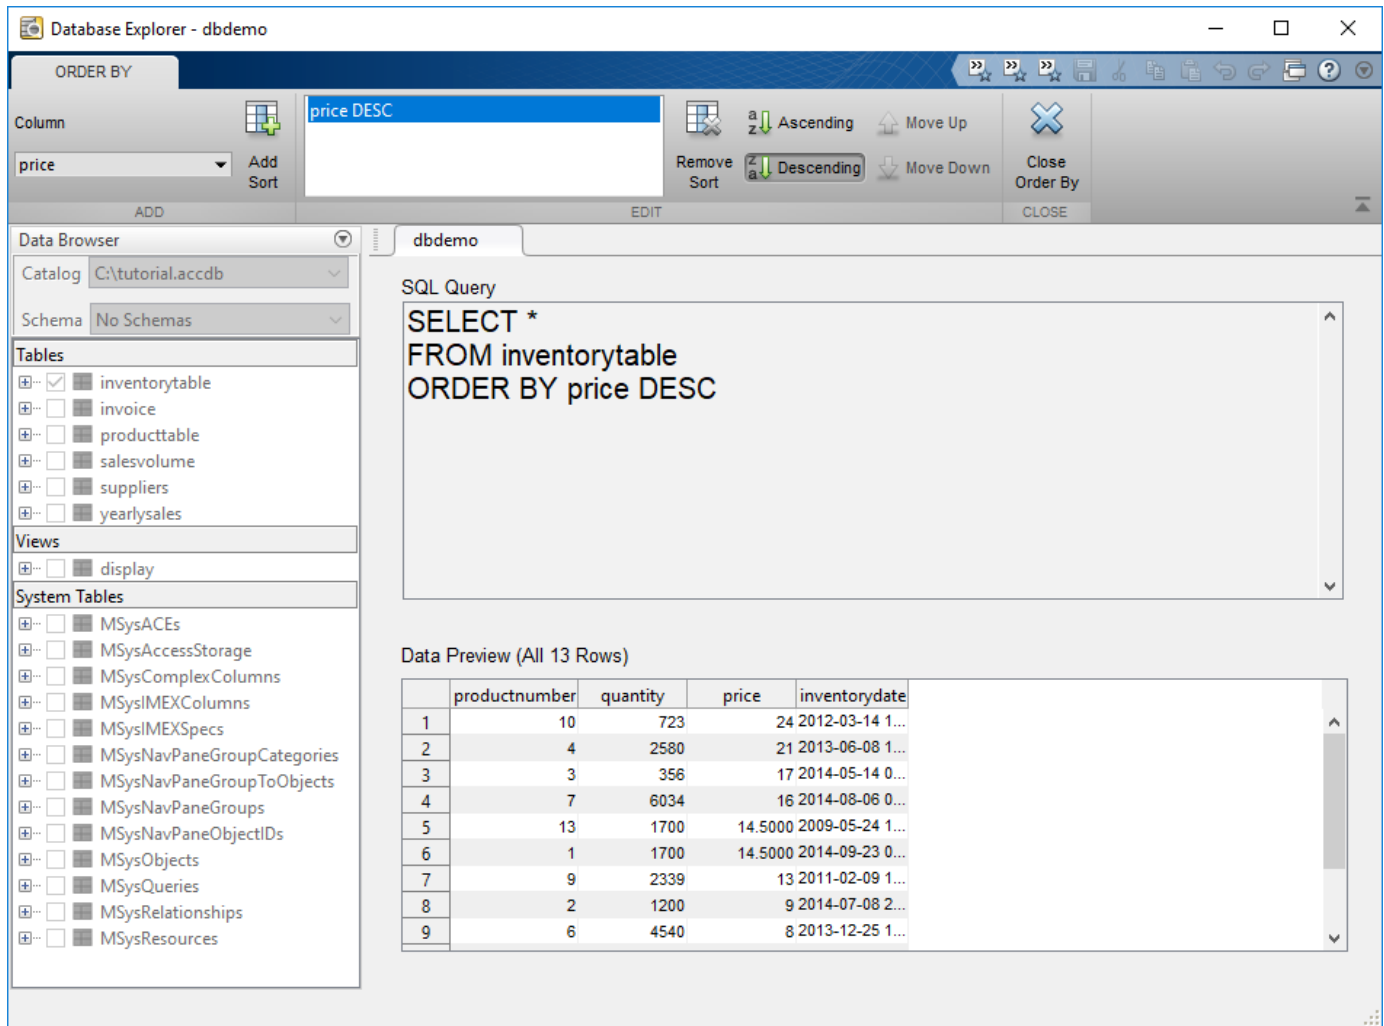 Database Explorer - dbdemo
ORDER BY
Column
price
Add
Sort
price DESC
Remove
Sort
Ascending
Descending
Move Up
Move Down
Close
Order By
ADD
EDIT
CLOSE
Data Browser
Catalog C:\tutorial.accdb
Schema No Schemas
Tables
inventorytable
invoice
producttable
salesvolume
suppliers
yearlysales
Views
display
System Tables
MSysACEs
MSysAccessStorage
MSysComplexColumns
MSysIMEXColumns
MSysIMEXSpecs
MSysNavPaneGroupCategories
MSysNavPaneGroupToObjects
MSysNavPaneGroups
MSysNavPaneObjectIDs
MSysObjects
MSysQueries
MSysRelationships
MSysResources
dbdemo
SQL Query
SELECT *
FROM inventorytable
ORDER BY price DESC
Data Preview (All 13 Rows)
productnumber quantity price inventorydate
1 10 723 24 2012-03-14 1...
2 4 2580 21 2013-06-08 1...
3 3 356 17 2014-05-14 0...
4 7 6034 16 2014-08-06 0...
5 13 1700 14.5000 2009-05-24 1...
6 1 1700 14.5000 2014-09-23 0...
7 9 2339 13 2011-02-09 1...
8 2 1200 9 2014-07-08 2...
9 6 4540 8 2013-12-25 1...